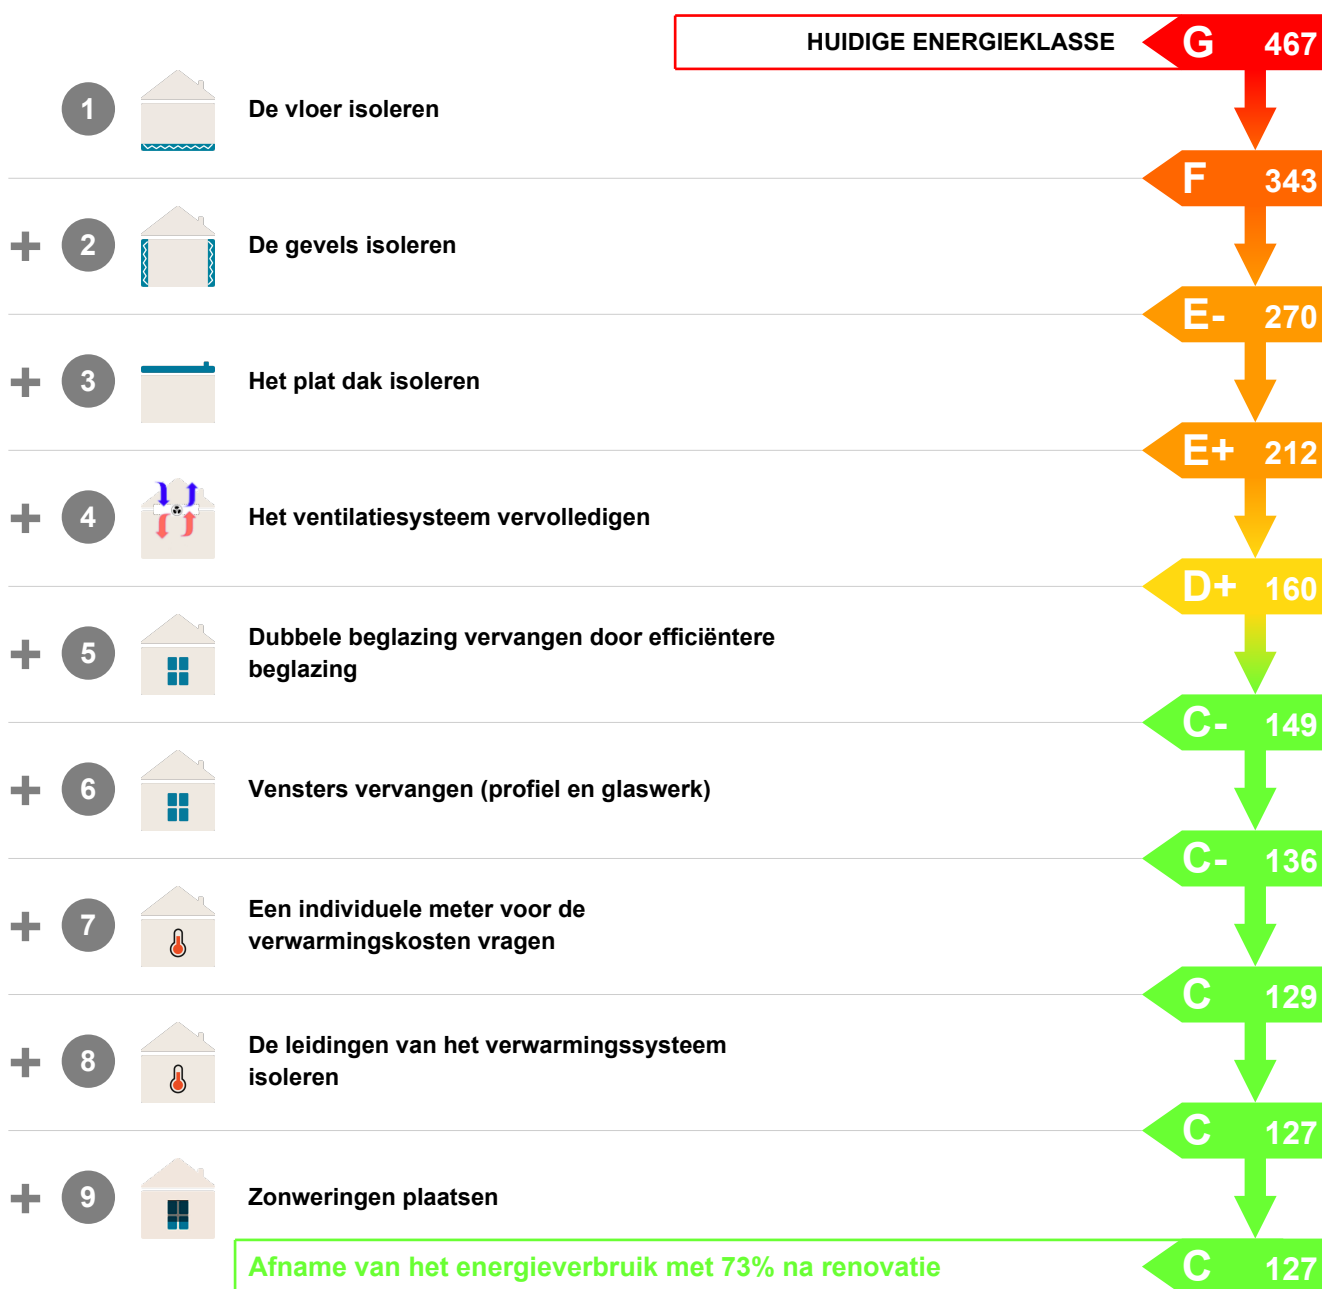 HUIDIGE ENERGIEKLASSE G 467
1 De vloer isoleren
F 343
+ 2 De gevels isoleren
E- 270
+ 3 Het plat dak isoleren
E+ 212
+ 4 Het ventilatiesysteem vervolledigen
D+ 160
+ 5 Dubbele beglazing vervangen door efficiëntere
beglazing
C- 149
+ 6 Vensters vervangen (profiel en glaswerk)
C- 136
+ 7 Een individuele meter voor de
verwarmingskosten vragen
C 129
+ 8 De leidingen van het verwarmingssysteem
isoleren
C 127
+ 9 Zonweringen plaatsen
Afname van het energieverbruik met 73% na renovatie C 127